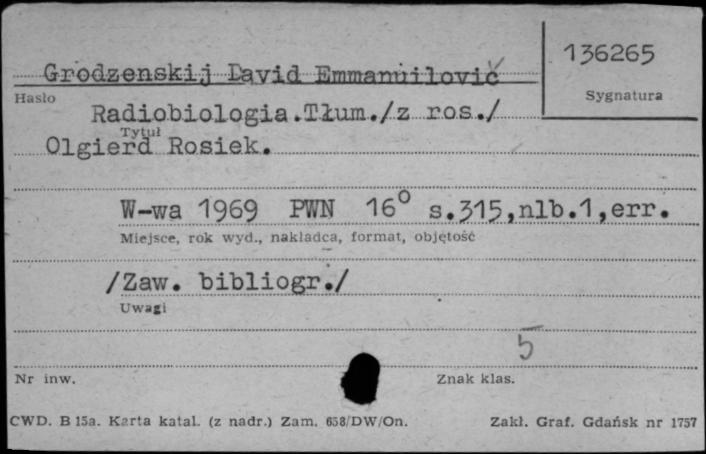 136265
Grodzenskij David Emmanuilovič
Hasło
Sygnatura
Radiobiologia.Tłum./z ros./
Tytuł
Olgierd Rosiek.
W-wa 1969 PWN 16° s.315,nlb.1,err.
Miejsce, rok wyd., nakładca, format, objętość
/Zaw. bibliogr./
Uwagi
5
Nr inw.
Znak klas.
CWD. B 15a. Karta katal. (z nadr.) Zam. 658/DW/On.
Zakł. Graf. Gdańsk nr 1757